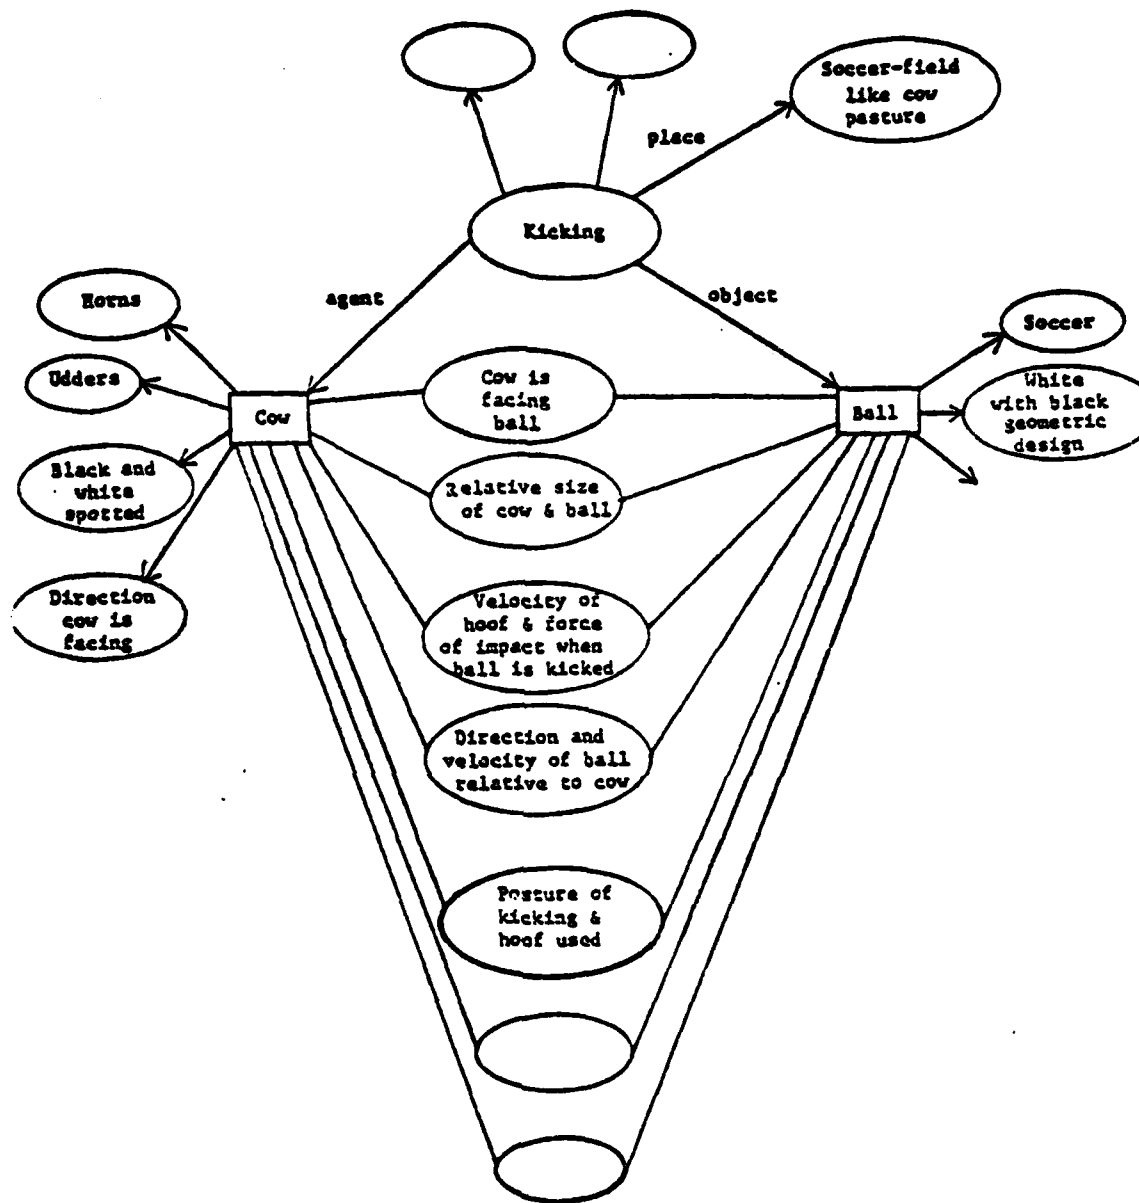 Soccer-field
like cow
pasture
place
Kicking
agent
object
Horns
Udders
Black and
white
spotted
Direction
cow is
facing
Cow
Cow is
facing
ball
Relative size
of cow & ball
Velocity of
hoof & force
of impact when
ball is kicked
Direction and
velocity of ball
relative to cow
Posture of
kicking &
hoof used
Ball
Soccer
White
with black
geometric
design